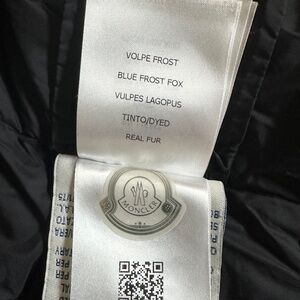 VOLPE FROST
BLUE FROST FOX
VULPES LAGOPUS
TINTO/DYED
REAL FUR
MONCLER